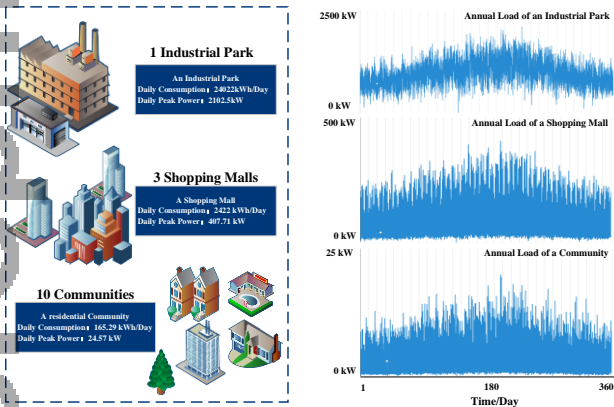 1 Industrial Park
An Industrial Park
Daily Consumption: 24022kWh/Day
Daily Peak Power: 2102.5kW
3 Shopping Malls
A Shopping Mall
Daily Consumption: 2422 kWh/Day
Daily Peak Power: 407.71 kW
10 Communities
A residential Community
Daily Consumption: 165.29 kWh/Day
Daily Peak Power: 24.57 kW
2500 kW
Annual Load of an Industrial Park
0 kW
500 kW
Annual Load of a Shopping Mall
0 kW
25 kW
Annual Load of a Community
0 kW
1 180 360
Time/Day